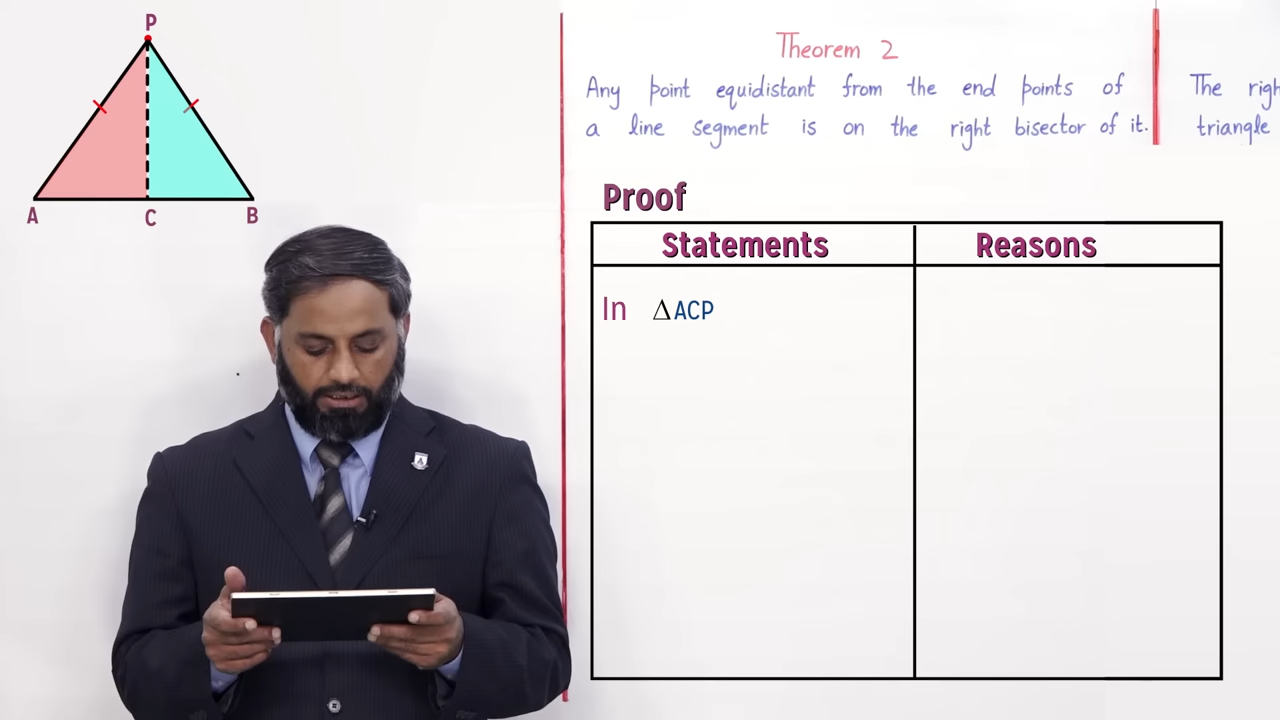 P
A
C
B
Theorem 2
Any point equidistant from the end points of
a line segment is on the right bisector of it.
The
triangle
Proof
Statements
Reasons
In ΔACP